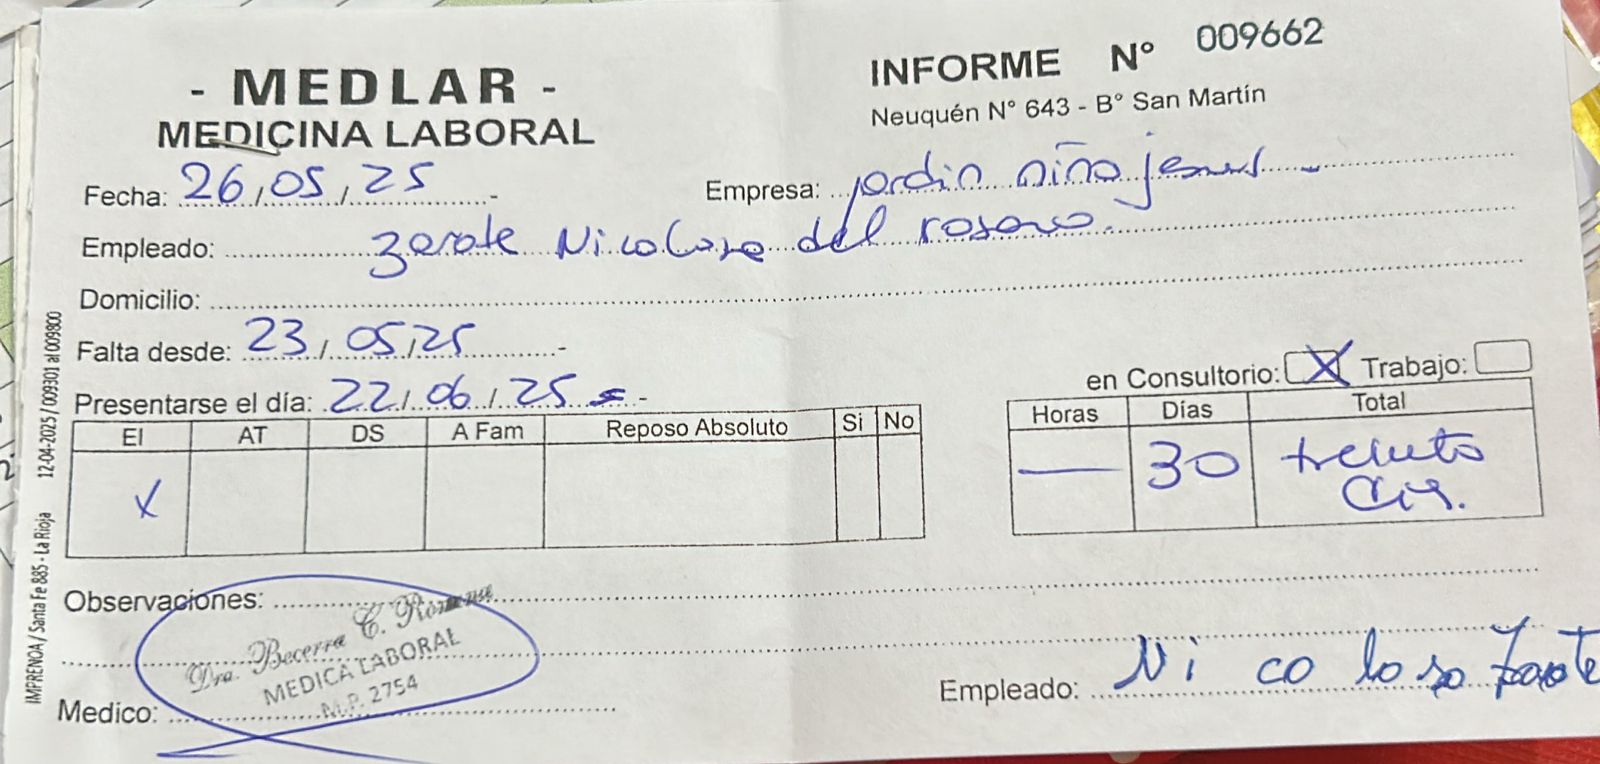 - MEDLAR -
MEDICINA LABORAL
INFORME N° 009662
Neuquén N° 643 - B° San Martín
Fecha: 26/05/25
Empresa: jardin niño jesus
Empleado: Zarate Nicolasa del rosario.
Domicilio:
Falta desde: 23/05/25
Presentarse el día: 22/06/25
en Consultorio: X Trabajo:
El AT DS A Fam Reposo Absoluto Si No
X
Horas Días Total
— 30 treinta
Observaciones:
Dra. Becerra C. Romina
MEDICA LABORAL
M.P. 2754
Medico:
Empleado: Nicolasa Zarate
IMPRENOA / Santa Fe 885 - La Rioja 12-04-2025 / 009301 al 009800